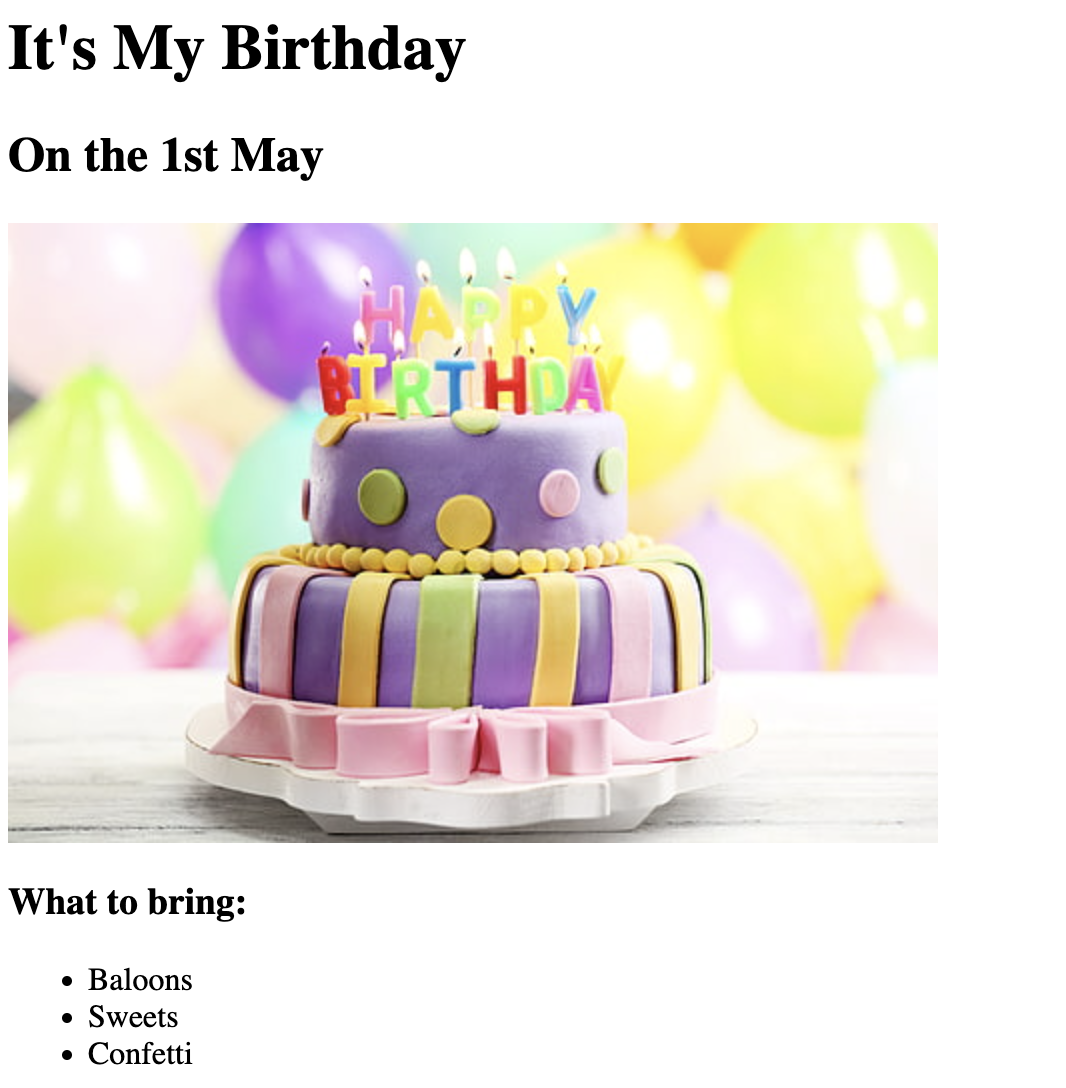 It's My Birthday
On the 1st May
HAPPY
BIRTHDAY
What to bring:
Baloons
Sweets
Confetti